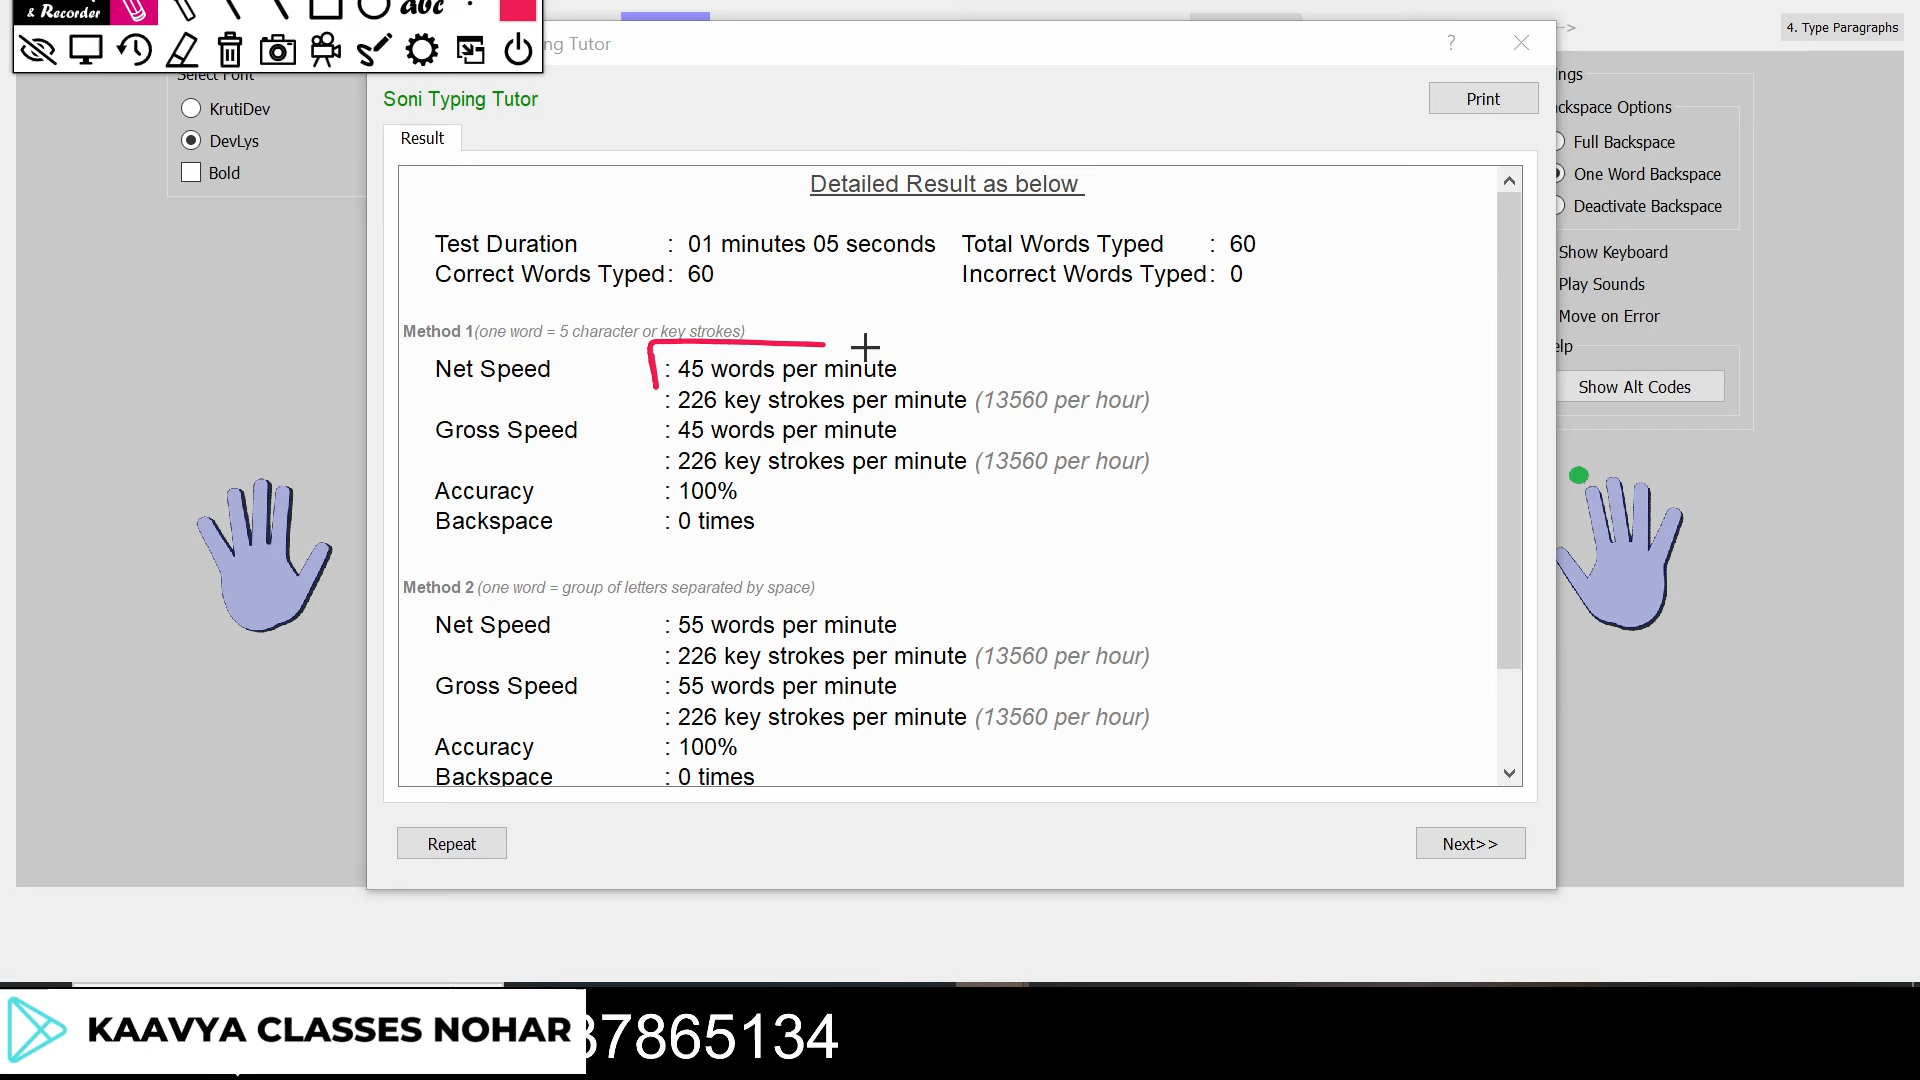 & Recorder
abc
ng Tutor
?
-->
4. Type Paragraphs
Select Font
KrutiDev
DevLys
Bold
Soni Typing Tutor
Print
Result
Detailed Result as below
Test Duration : 01 minutes 05 seconds Total Words Typed : 60
Correct Words Typed: 60 Incorrect Words Typed: 0
Method 1(one word = 5 character or key strokes)
Net Speed : 45 words per minute
: 226 key strokes per minute (13560 per hour)
Gross Speed : 45 words per minute
: 226 key strokes per minute (13560 per hour)
Accuracy : 100%
Backspace : 0 times
Method 2 (one word = group of letters separated by space)
Net Speed : 55 words per minute
: 226 key strokes per minute (13560 per hour)
Gross Speed : 55 words per minute
: 226 key strokes per minute (13560 per hour)
Accuracy : 100%
Backspace : 0 times
Repeat
Next>>
ings
ckspace Options
Full Backspace
One Word Backspace
Deactivate Backspace
Show Keyboard
Play Sounds
Move on Error
elp
Show Alt Codes
KAAVYA CLASSES NOHAR
37865134